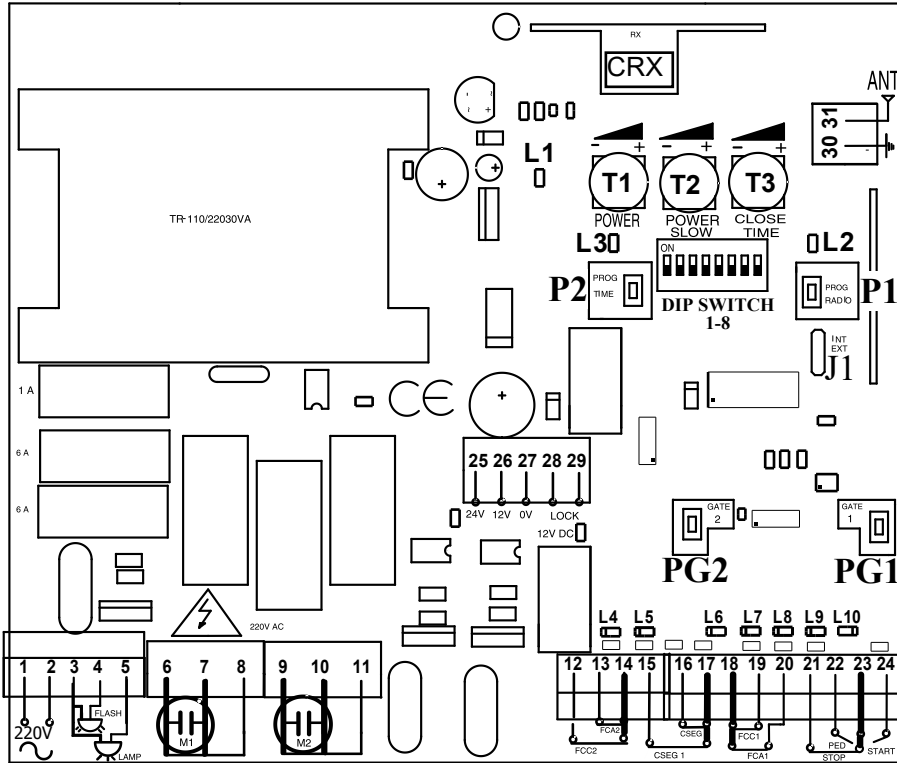 RX
CRX
ANT
31
30
L1
- +
- +
- +
T1
T2
T3
POWER
POWER SLOW
CLOSE TIME
TR-110/22030VA
L3
ON
L2
P2
PROG TIME
DIP SWITCH
1-8
PROG RADIO
P1
INT
EXT
J1
1 A
6 A
6 A
25 26 27 28 29
24V 12V 0V LOCK
12V DC
GATE 2
GATE 1
PG2
PG1
220V AC
L4 L5 L6 L7 L8 L9 L10
1 2 3 4 5 6 7 8 9 10 11
12 13 14 15 16 17 18 19 20 21 22 23 24
220V
FLASH
LAMP
M1
M2
FCA2
FCC2
CSEG
CSEG 1
FCC1
FCA1
PED
STOP
START